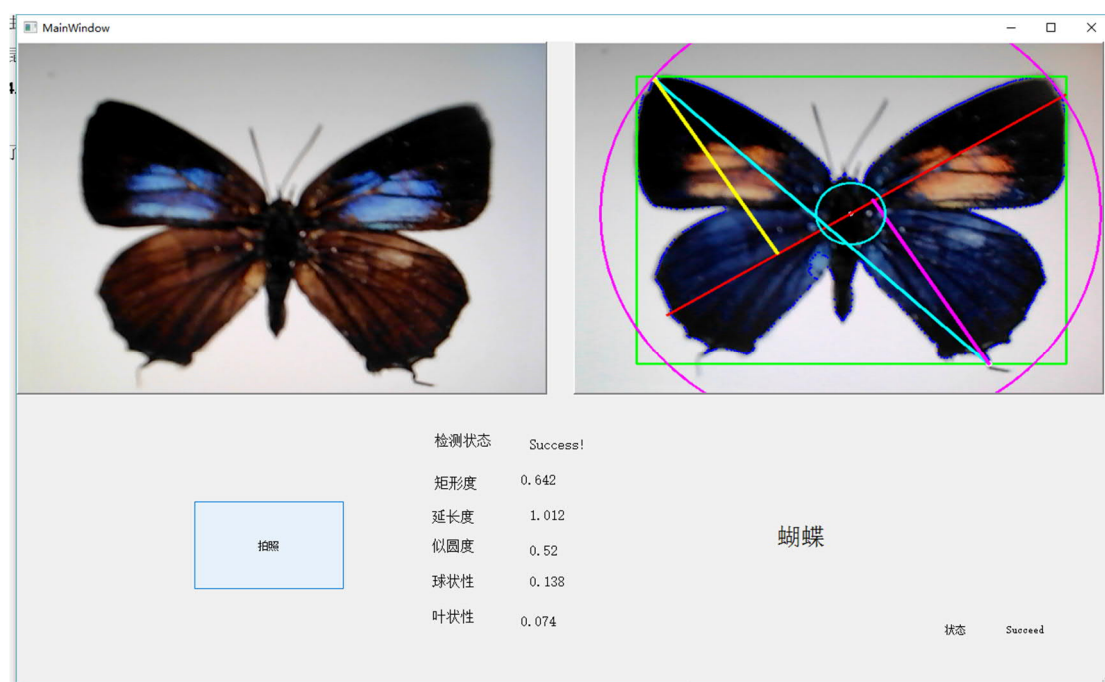 MainWindow
4.
检测状态 Success!
矩形度 0.642
延长度 1.012
似圆度 0.52
球状性 0.138
叶状性 0.074
拍照
蝴蝶
状态 Succeed